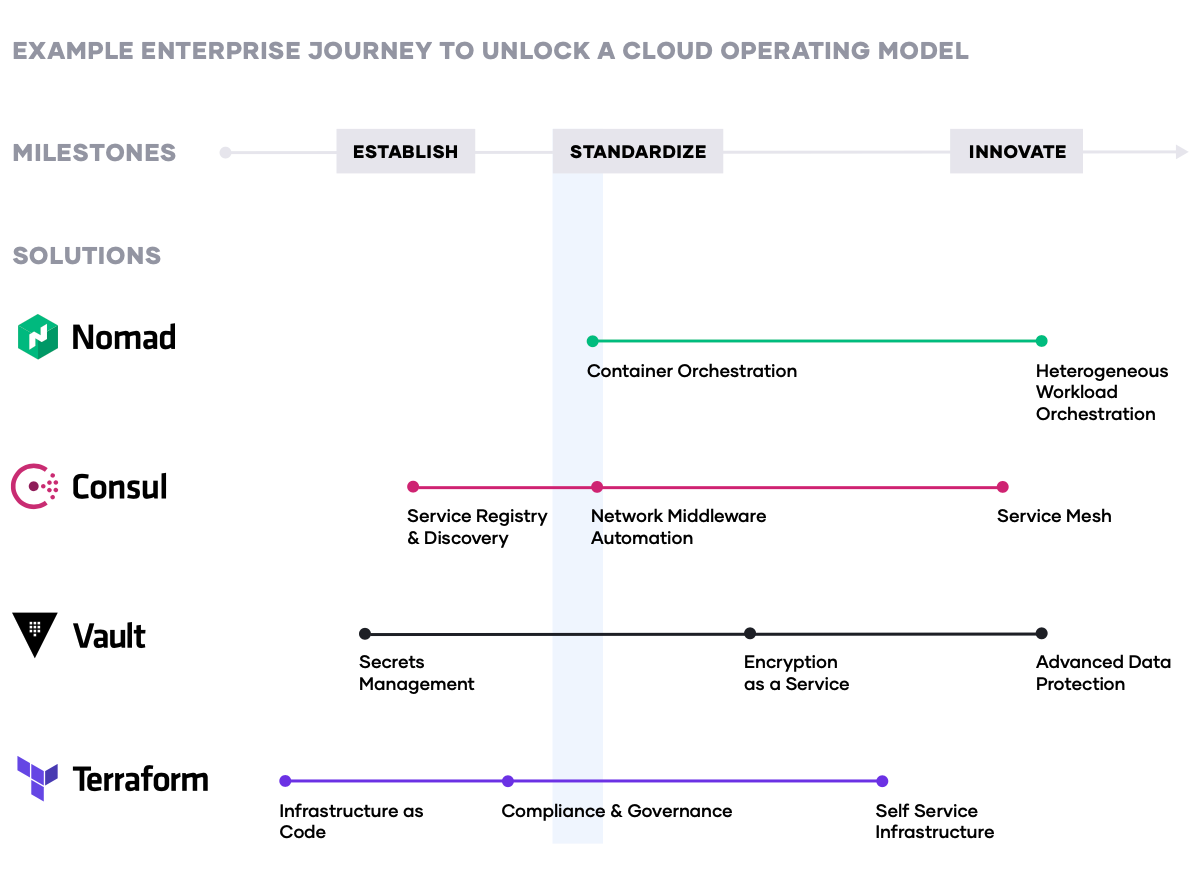 EXAMPLE ENTERPRISE JOURNEY TO UNLOCK A CLOUD OPERATING MODEL
MILESTONES
ESTABLISH
STANDARDIZE
INNOVATE
SOLUTIONS
Nomad
Container Orchestration
Heterogeneous
Workload
Orchestration
Consul
Service Registry
& Discovery
Network Middleware
Automation
Service Mesh
Vault
Secrets
Management
Encryption
as a Service
Advanced Data
Protection
Terraform
Infrastructure as
Code
Compliance & Governance
Self Service
Infrastructure